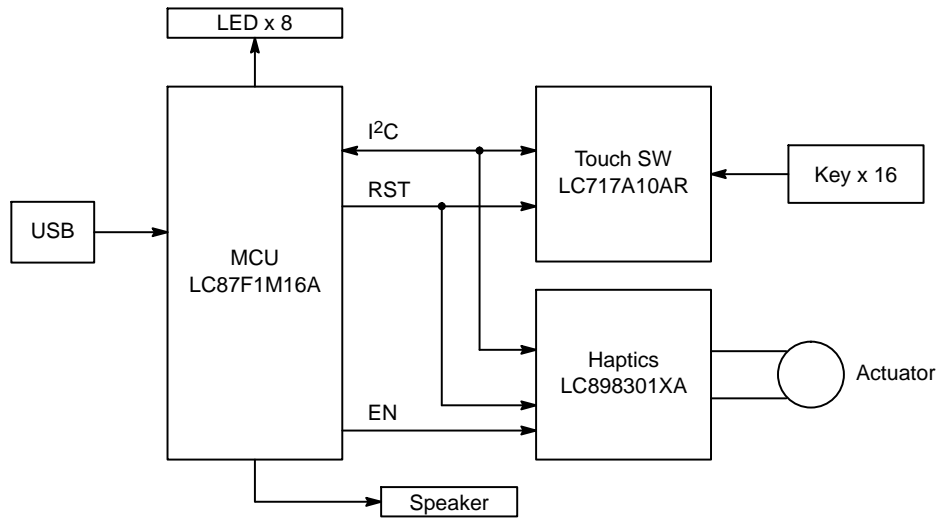 LED x 8
I²C
Touch SW
LC717A10AR
Key x 16
RST
USB
MCU
LC87F1M16A
Haptics
LC898301XA
Actuator
EN
Speaker